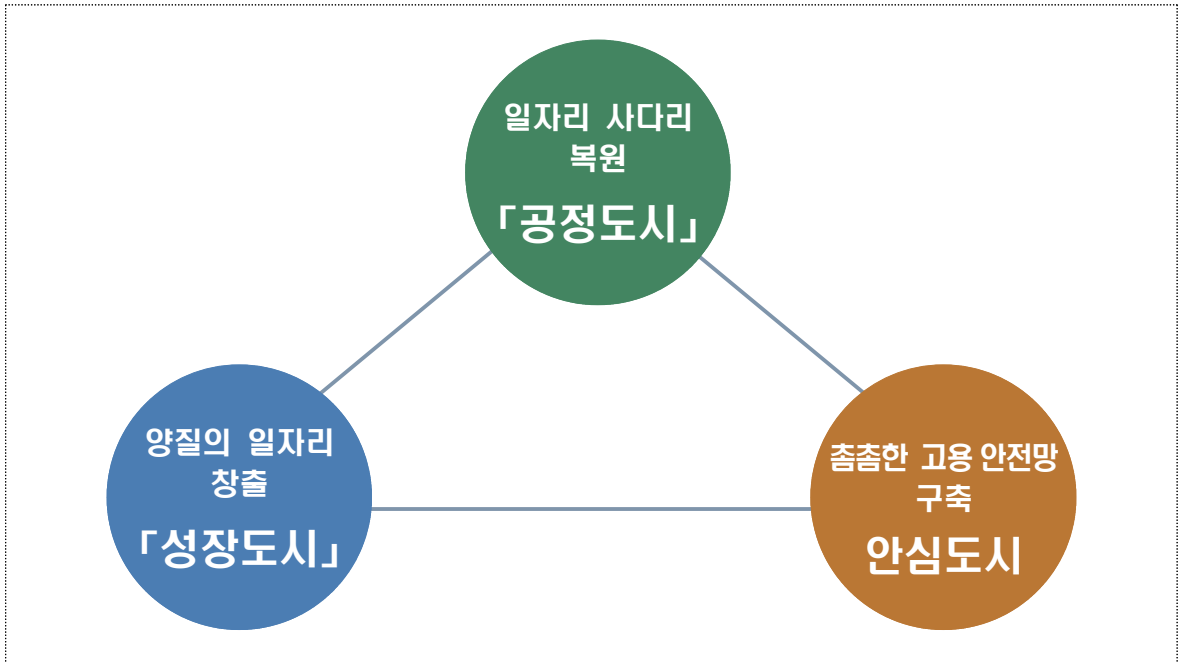 일자리 사다리
복원
「공정도시」
양질의 일자리
창출
「성장도시」
촘촘한 고용 안전망
구축
안심도시